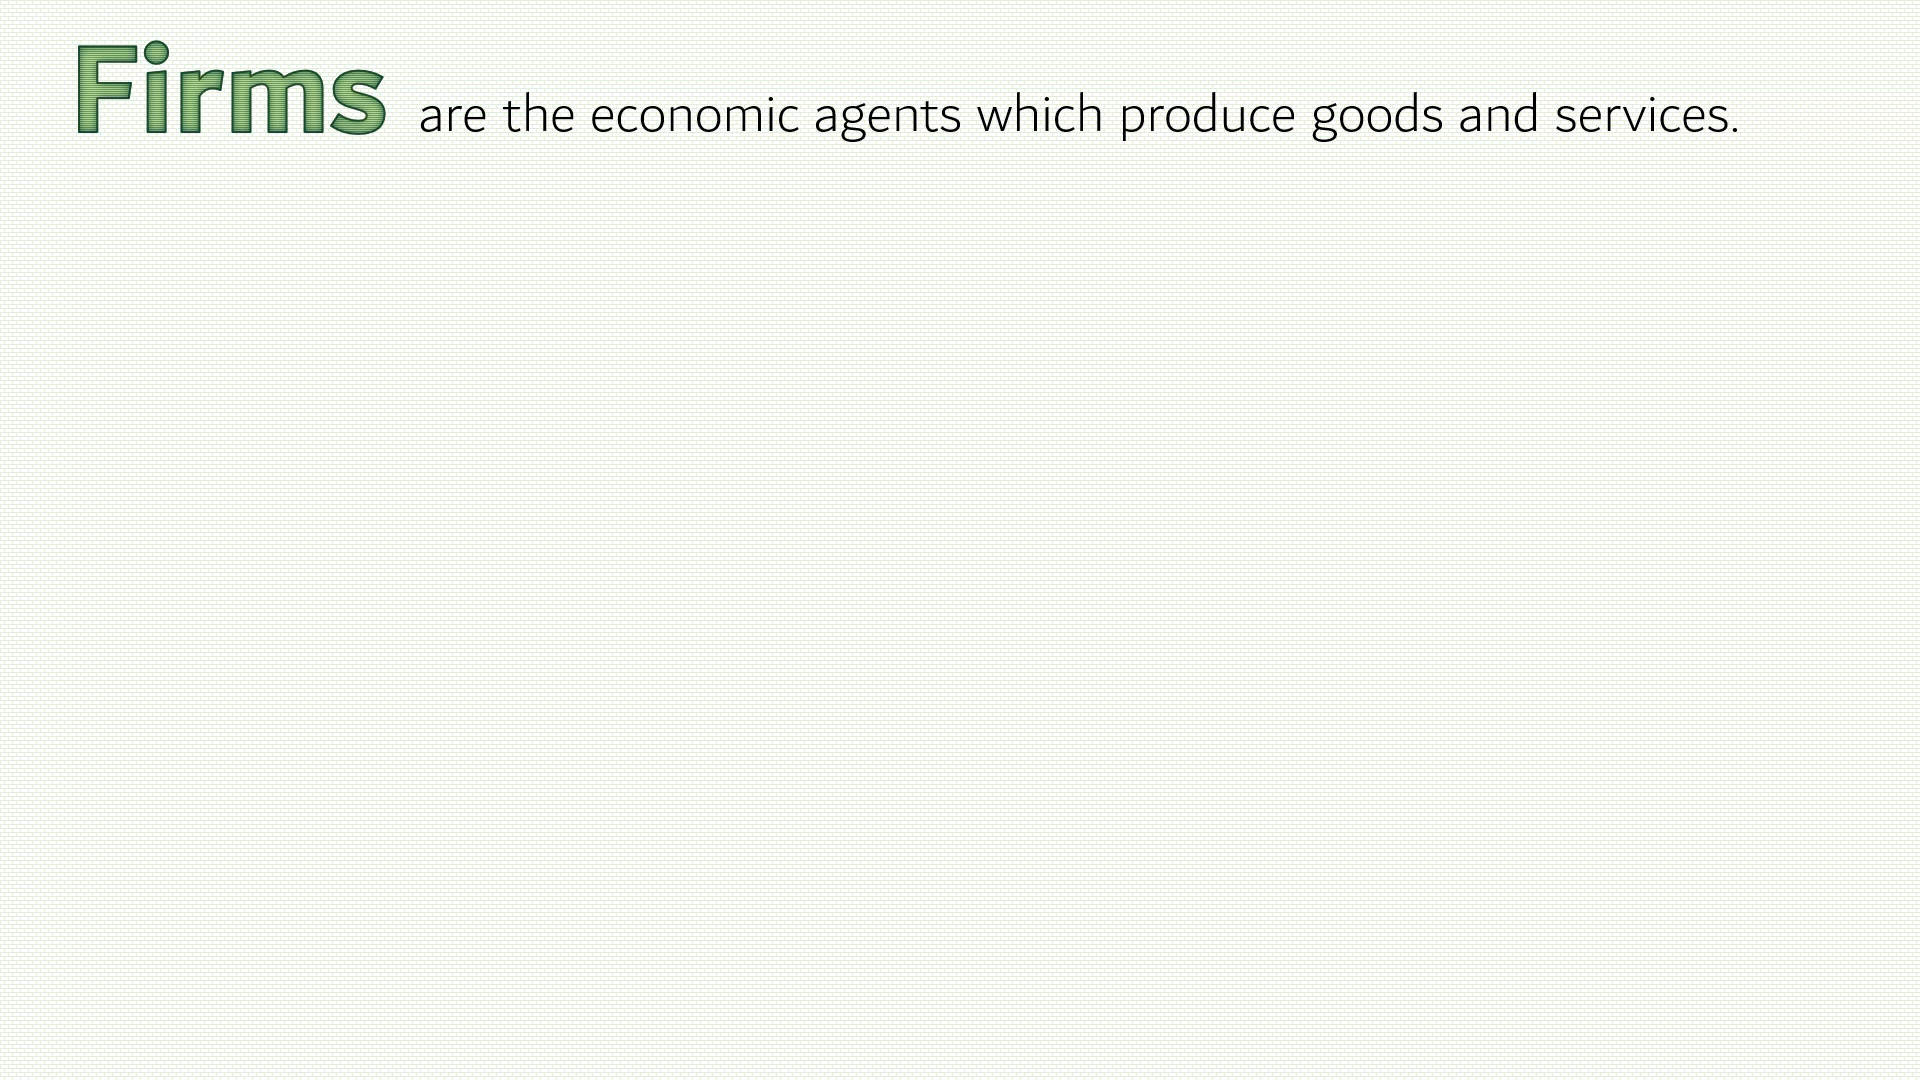 Firms are the economic agents which produce goods and services.